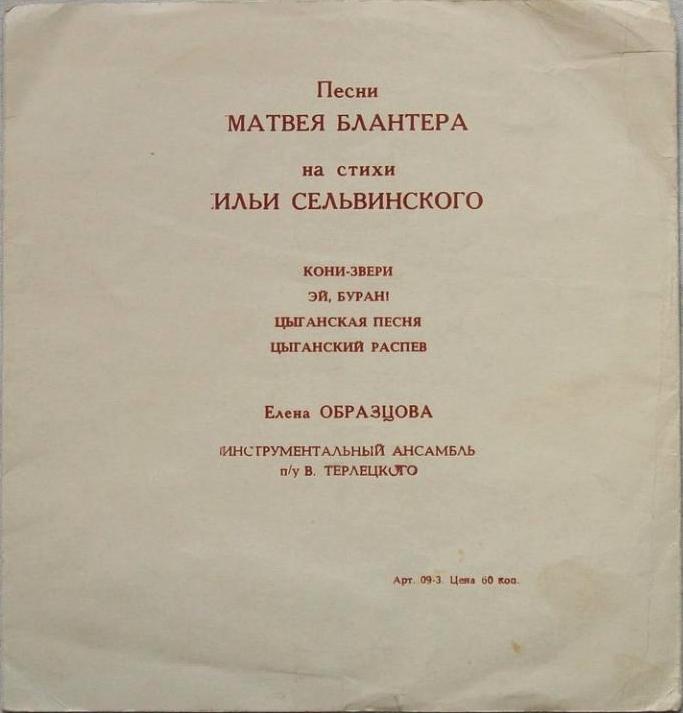 Песни
МАТВЕЯ БЛАНТЕРА
на стихи
ИЛЬИ СЕЛЬВИНСКОГО
КОНИ-ЗВЕРИ
ЭЙ, БУРАН!
ЦЫГАНСКАЯ ПЕСНЯ
ЦЫГАНСКИЙ РАСПЕВ
Елена ОБРАЗЦОВА
ИНСТРУМЕНТАЛЬНЫЙ АНСАМБЛЬ
п/у В. ТЕРЛЕЦКОГО
Арт. 09-3. Цена 60 коп.